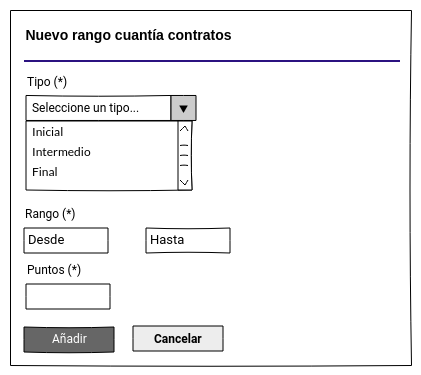 Nuevo rango cuantía contratos
Tipo (*)
Seleccione un tipo...
Inicial
Intermedio
Final
Rango (*)
Desde Hasta
Puntos (*)
Añadir Cancelar